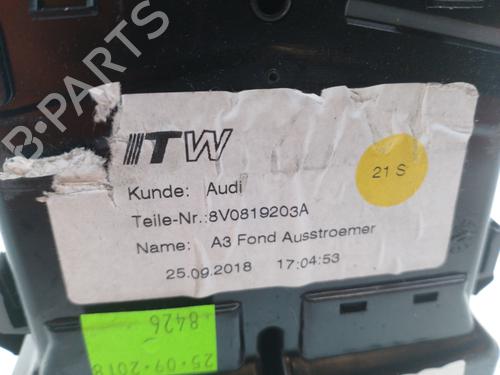 B-PARTS
ITW
Kunde: Audi
21 S
Teile-Nr.:8V0819203A
Name: A3 Fond Ausstroemer
25.09.2018 17:04:53
8426
25-07-2018